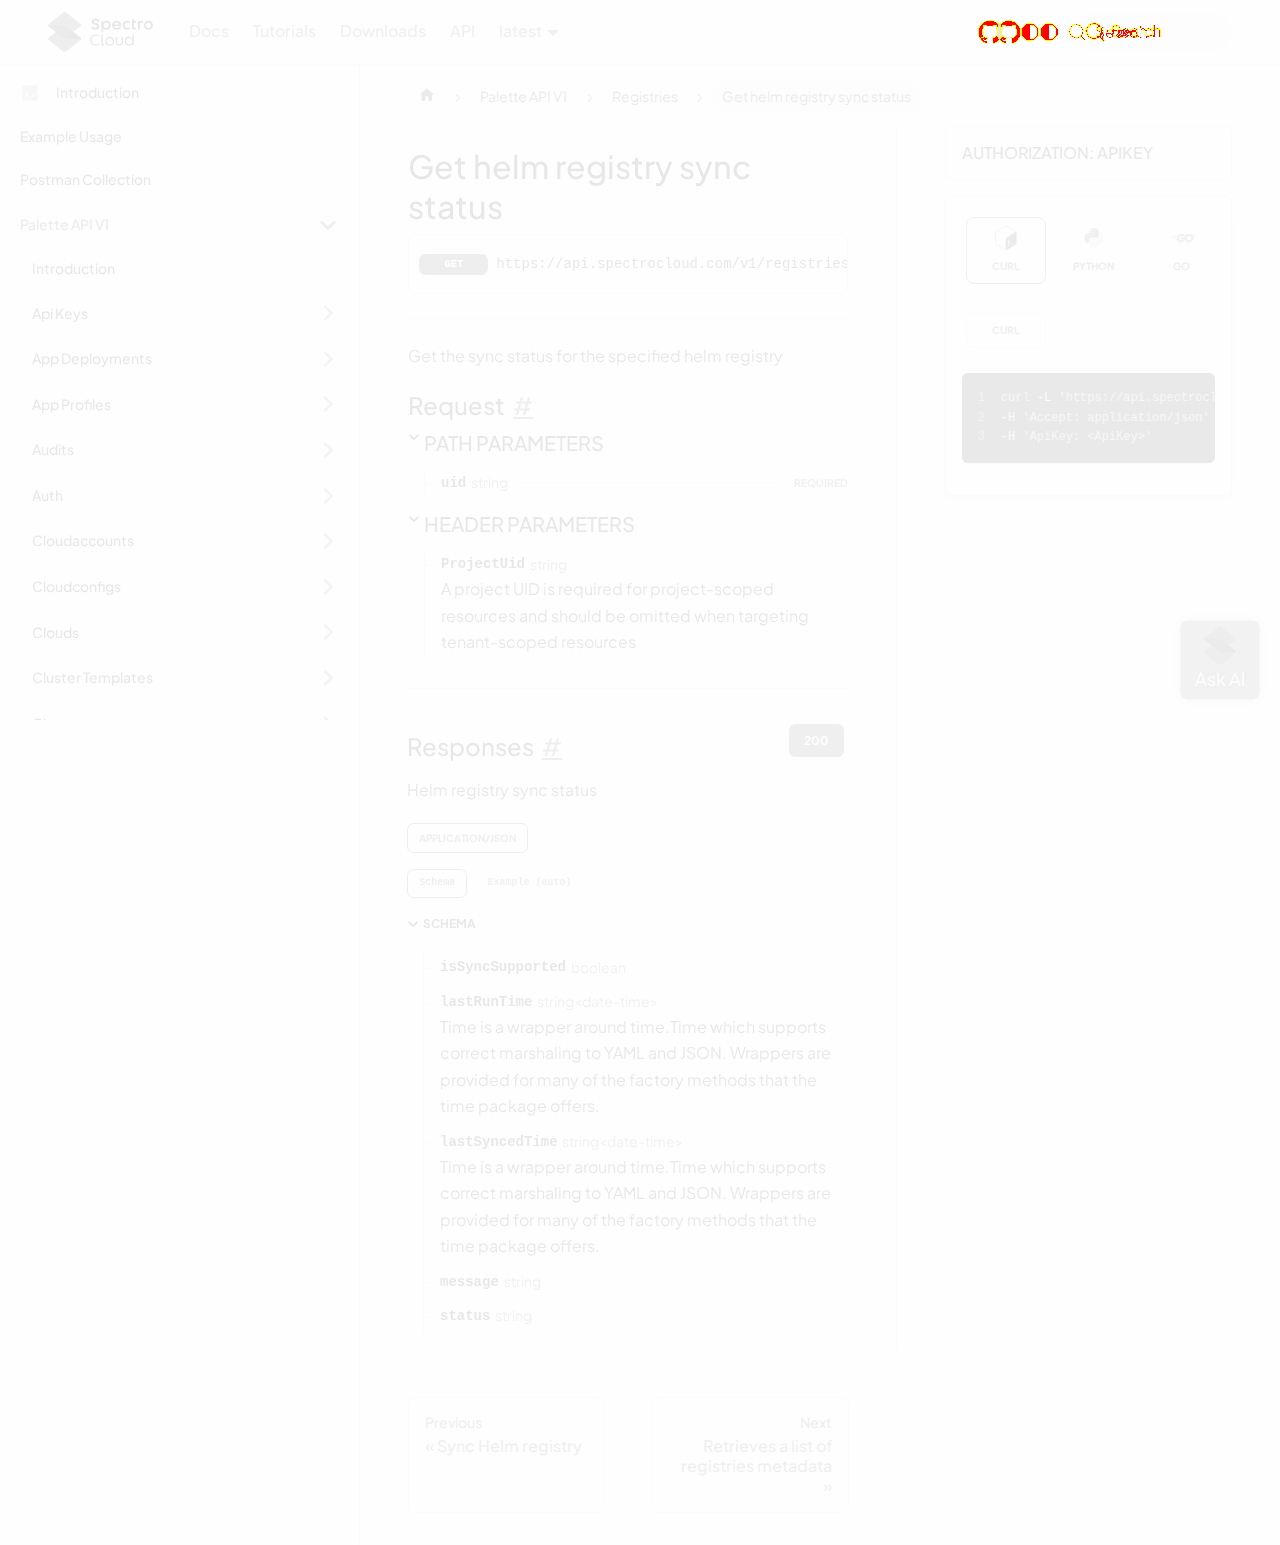 Spectro
Cloud
Docs
Tutorials
Downloads
API
latest
Introduction
Example Usage
Postman Collection
Palette API V1
Introduction
Api Keys
App Deployments
App Profiles
Audits
Auth
Cloudaccounts
Cloudconfigs
Clouds
Cluster Templates
Palette API V1
Registries
Get helm registry sync status
Get helm registry sync
status
GET https://api.spectrocloud.com/v1/registries
Get the sync status for the specified helm registry
Request #
PATH PARAMETERS
uid string REQUIRED
HEADER PARAMETERS
ProjectUid string
A project UID is required for project-scoped
resources and should be omitted when targeting
tenant-scoped resources
Responses #
200
Helm registry sync status
APPLICATION/JSON
Schema
Example (auto)
SCHEMA
isSyncSupported boolean
lastRunTime string<date-time>
Time is a wrapper around time.Time which supports
correct marshaling to YAML and JSON. Wrappers are
provided for many of the factory methods that the
time package offers.
lastSyncedTime string<date-time>
Time is a wrapper around time.Time which supports
correct marshaling to YAML and JSON. Wrappers are
provided for many of the factory methods that the
time package offers.
message string
status string
Previous
« Sync Helm registry
Next
Retrieves a list of
registries metadata
»
AUTHORIZATION: APIKEY
CURL
PYTHON
GO
GO
CURL
1 curl -L 'https://api.spectrocl
2 -H 'Accept: application/json'
3 -H 'ApiKey: <ApiKey>'
Ask AI